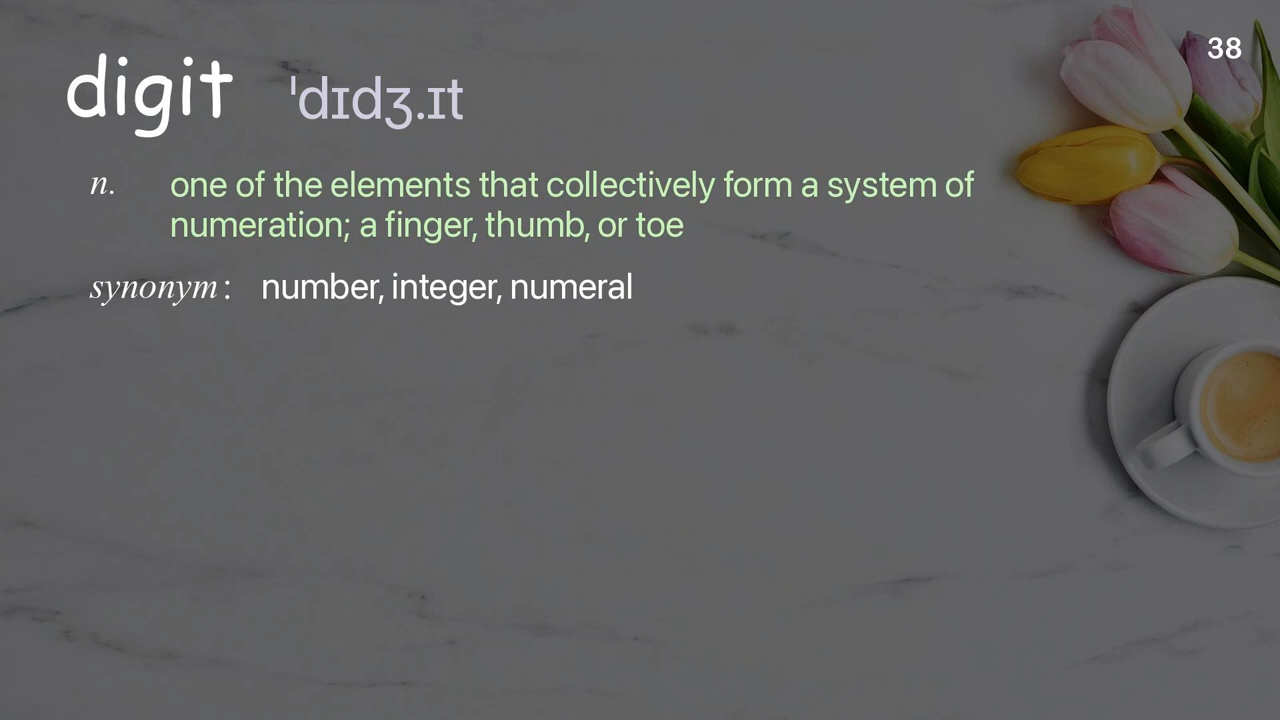 38
digit ˈdɪdʒ.ɪt
n. one of the elements that collectively form a system of
numeration; a finger, thumb, or toe
synonym: number, integer, numeral